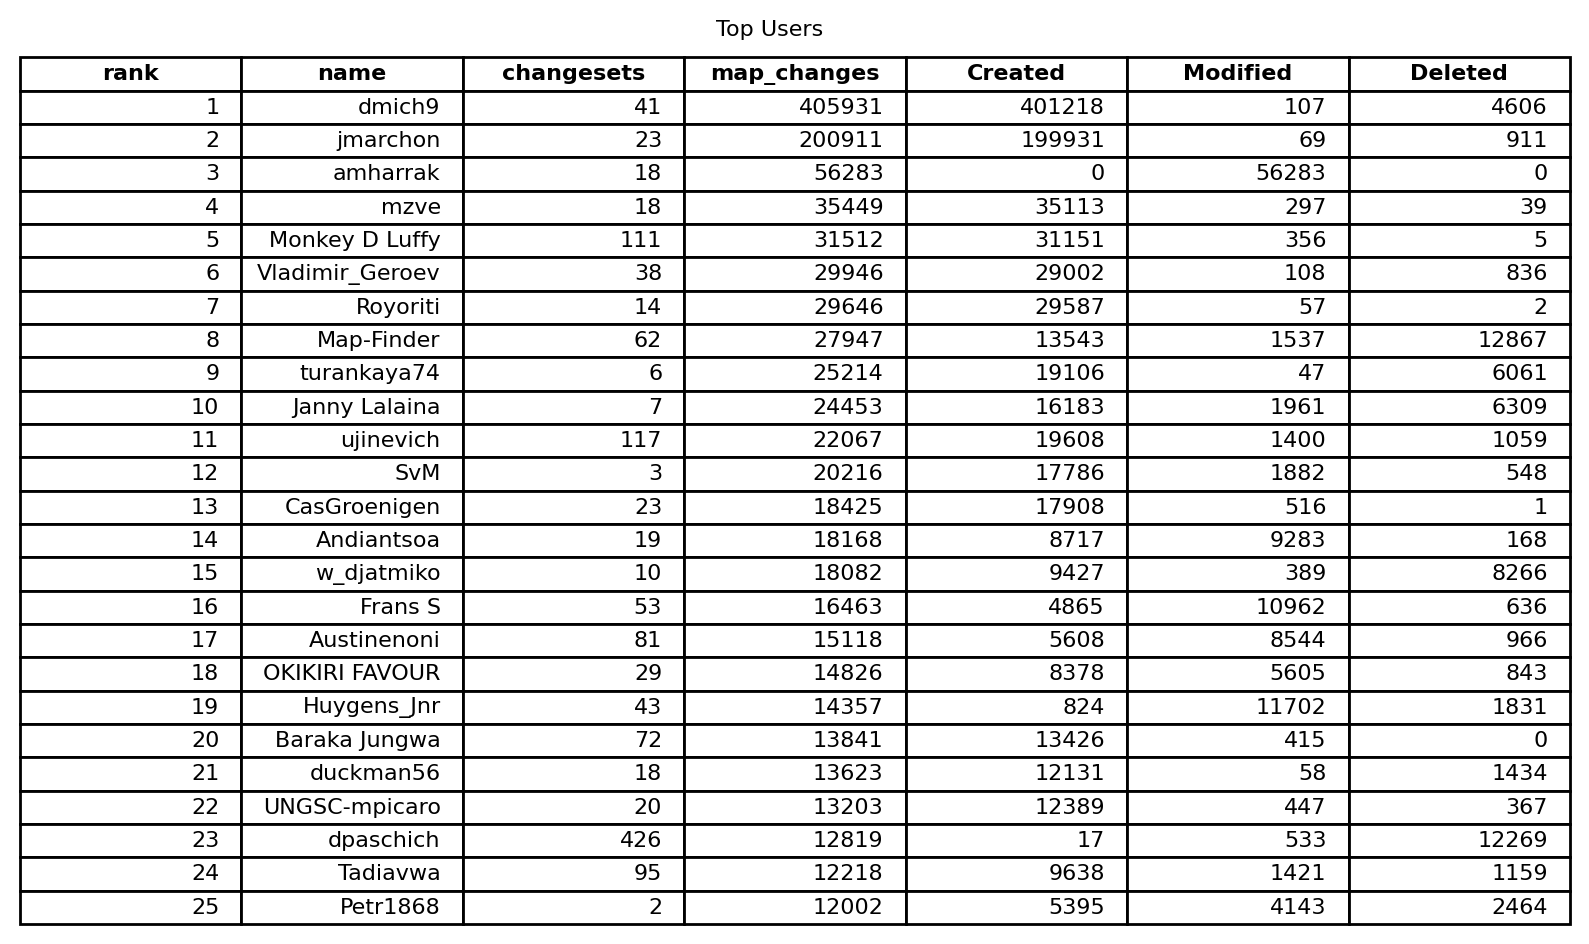 Top Users
rank name changesets map_changes Created Modified Deleted
1 dmich9 41 405931 401218 107 4606
2 jmarchon 23 200911 199931 69 911
3 amharrak 18 56283 0 56283 0
4 mzve 18 35449 35113 297 39
5 Monkey D Luffy 111 31512 31151 356 5
6 Vladimir_Geroev 38 29946 29002 108 836
7 Royoriti 14 29646 29587 57 2
8 Map-Finder 62 27947 13543 1537 12867
9 turankaya74 6 25214 19106 47 6061
10 Janny Lalaina 7 24453 16183 1961 6309
11 ujinevich 117 22067 19608 1400 1059
12 SvM 3 20216 17786 1882 548
13 CasGroenigen 23 18425 17908 516 1
14 Andiantsoa 19 18168 8717 9283 168
15 w_djatmiko 10 18082 9427 389 8266
16 Frans S 53 16463 4865 10962 636
17 Austinenoni 81 15118 5608 8544 966
18 OKIKIRI FAVOUR 29 14826 8378 5605 843
19 Huygens_Jnr 43 14357 824 11702 1831
20 Baraka Jungwa 72 13841 13426 415 0
21 duckman56 18 13623 12131 58 1434
22 UNGSC-mpicaro 20 13203 12389 447 367
23 dpaschich 426 12819 17 533 12269
24 Tadiavwa 95 12218 9638 1421 1159
25 Petr1868 2 12002 5395 4143 2464